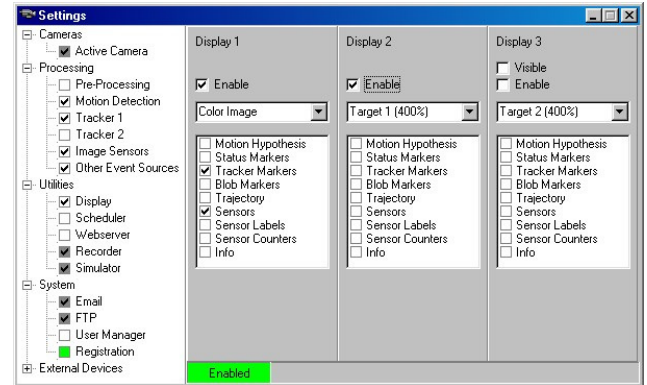 Settings
Cameras
Active Camera
Processing
Pre-Processing
Motion Detection
Tracker 1
Tracker 2
Image Sensors
Other Event Sources
Utilities
Display
Scheduler
Webserver
Recorder
Simulator
System
Email
FTP
User Manager
Registration
External Devices
Display 1
Enable
Color Image
Motion Hypothesis
Status Markers
Tracker Markers
Blob Markers
Trajectory
Sensors
Sensor Labels
Sensor Counters
Info
Display 2
Enable
Target 1 (400%)
Motion Hypothesis
Status Markers
Tracker Markers
Blob Markers
Trajectory
Sensors
Sensor Labels
Sensor Counters
Info
Display 3
Visible
Enable
Target 2 (400%)
Motion Hypothesis
Status Markers
Tracker Markers
Blob Markers
Trajectory
Sensors
Sensor Labels
Sensor Counters
Info
Enabled